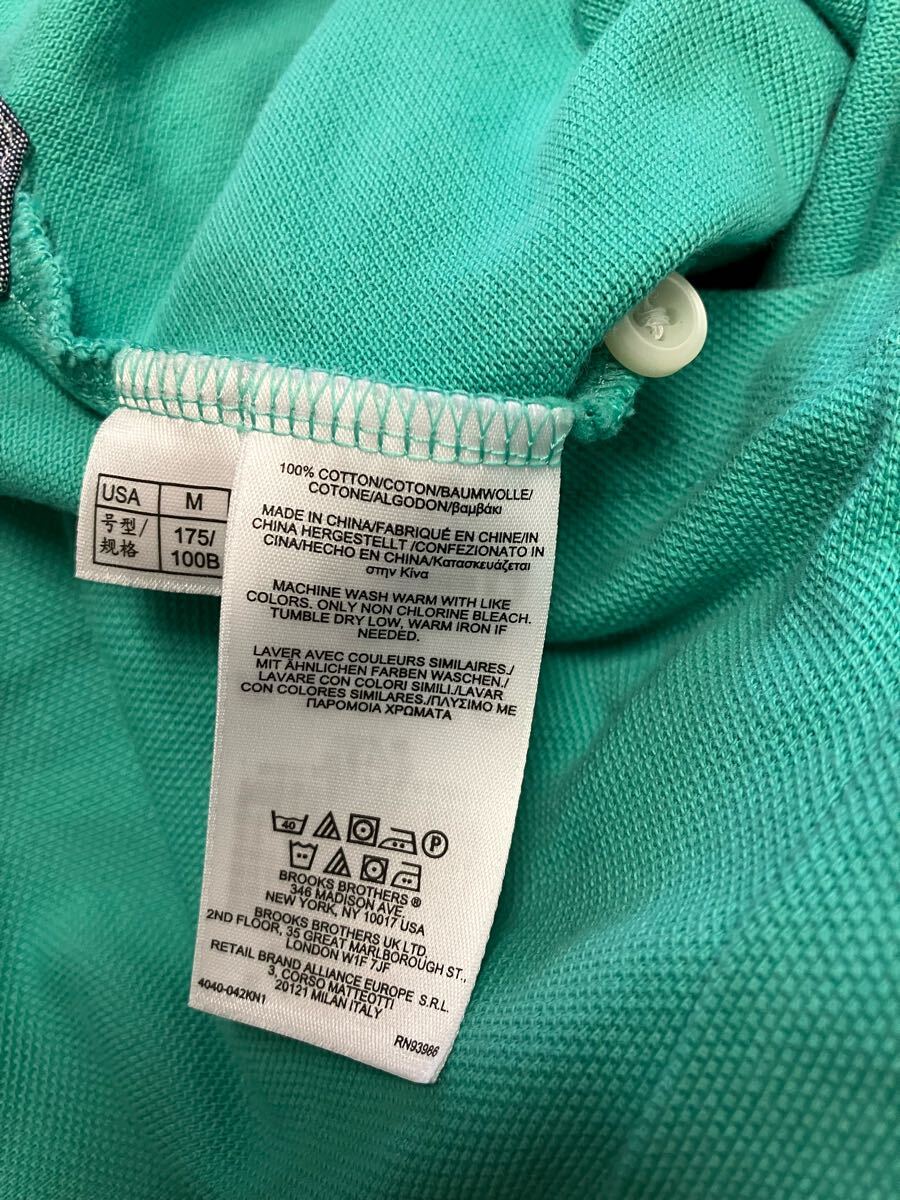 USA M
号型/规格 175/100B
100% COTTON/COTON/BAUMWOLLE/
COTONE/ALGODON/βαμβάκι
MADE IN CHINA/FABRIQUÉ EN CHINE/IN
CHINA HERGESTELLT /CONFEZIONATO IN
CINA/HECHO EN CHINA/Κατασκευάζεται
στην Κίνα
MACHINE WASH WARM WITH LIKE
COLORS. ONLY NON CHLORINE BLEACH.
TUMBLE DRY LOW, WARM IRON IF
NEEDED.
LAVER AVEC COULEURS SIMILAIRES./
MIT ÄHNLICHEN FARBEN WASCHEN./
LAVARE CON COLORI SIMILI./LAVAR
CON COLORES SIMILARES./ΠΛΥΣΙΜΟ ΜΕ
ΠΑΡΟΜΟΙΑ ΧΡΩΜΑΤΑ
40 P
BROOKS BROTHERS ®
346 MADISON AVE.
NEW YORK, NY 10017 USA
BROOKS BROTHERS UK LTD.
2ND FLOOR, 35 GREAT MARLBOROUGH ST.,
LONDON W1F 7JF
RETAIL BRAND ALLIANCE EUROPE S.R.L.
3, CORSO MATTEOTTI
20121 MILAN ITALY
4040-042KN1
RN93966